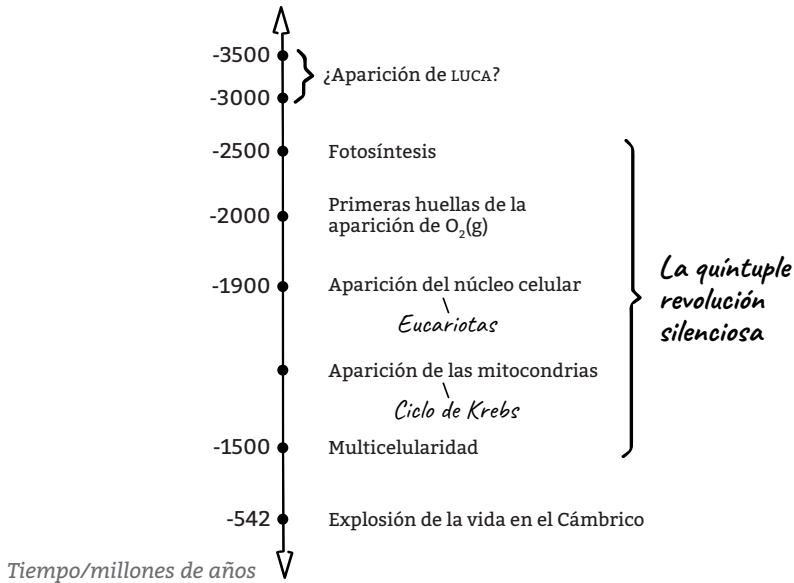 -3500
¿Aparición de LUCA?
-3000
-2500 Fotosíntesis
-2000 Primeras huellas de la
aparición de O₂(g)
-1900 Aparición del núcleo celular
Eucariotas
Aparición de las mitocondrias
Ciclo de Krebs
-1500 Multicelularidad
La quíntuple
revolución
silenciosa
-542 Explosión de la vida en el Cámbrico
Tiempo/millones de años